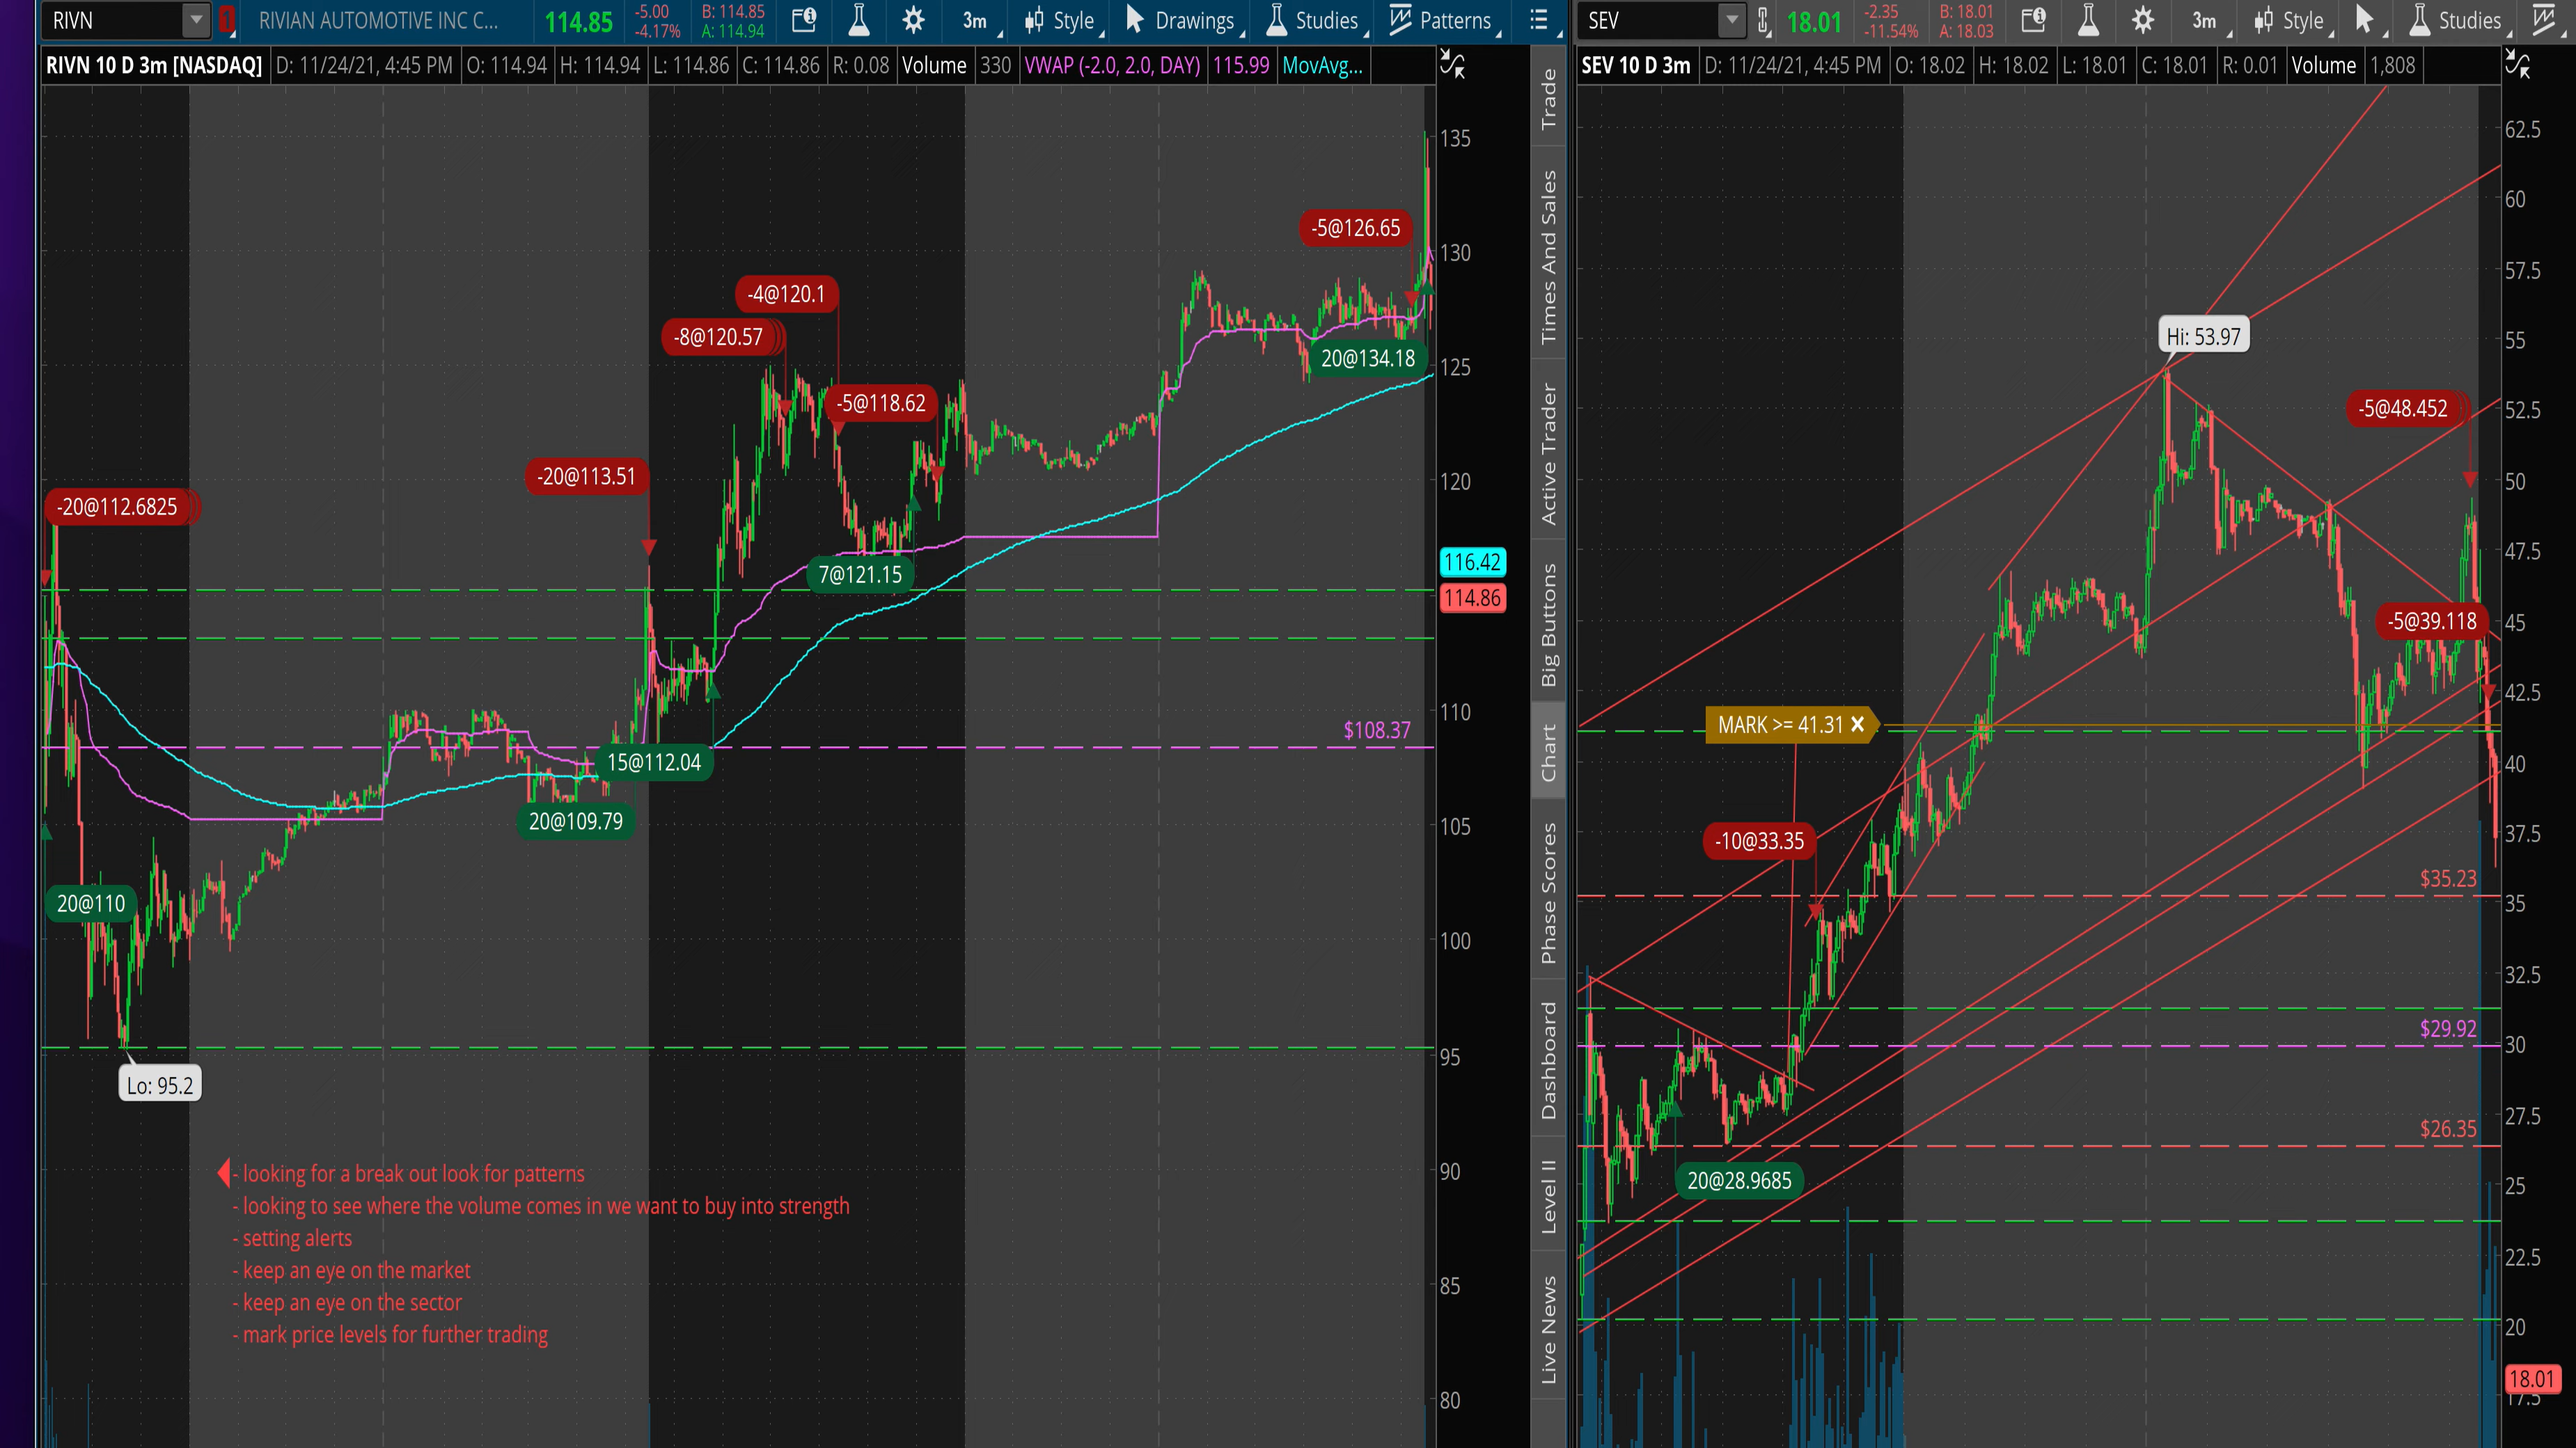 RIVN
1
RIVIAN AUTOMOTIVE INC C...
114.85
-5.00
-4.17%
B: 114.85
A: 114.94
3m
Style
Drawings
Studies
Patterns
RIVN 10 D 3m [NASDAQ]
D: 11/24/21, 4:45 PM
O: 114.94
H: 114.94
L: 114.86
C: 114.86
R: 0.08
Volume
330
VWAP (-2.0, 2.0, DAY)
115.99
MovAvg...
135
130
125
120
116.42
114.86
110
105
100
95
90
85
80
-5@126.65
-4@120.1
-8@120.57
20@134.18
-5@118.62
-20@113.51
-20@112.6825
7@121.15
$108.37
15@112.04
20@109.79
20@110
Lo: 95.2
- looking for a break out look for patterns
- looking to see where the volume comes in we want to buy into strength
- setting alerts
- keep an eye on the market
- keep an eye on the sector
- mark price levels for further trading
Trade
Times And Sales
Active Trader
Big Buttons
Chart
Phase Scores
Dashboard
Level II
Live News
SEV
18.01
-2.35
-11.54%
B: 18.01
A: 18.03
3m
Style
Studies
SEV 10 D 3m
D: 11/24/21, 4:45 PM
O: 18.02
H: 18.02
L: 18.01
C: 18.01
R: 0.01
Volume
1,808
62.5
60
57.5
55
52.5
50
47.5
45
42.5
40
37.5
35
32.5
30
27.5
25
22.5
20
18.01
17.5
Hi: 53.97
-5@48.452
-5@39.118
MARK >= 41.31
-10@33.35
$35.23
$29.92
$26.35
20@28.9685